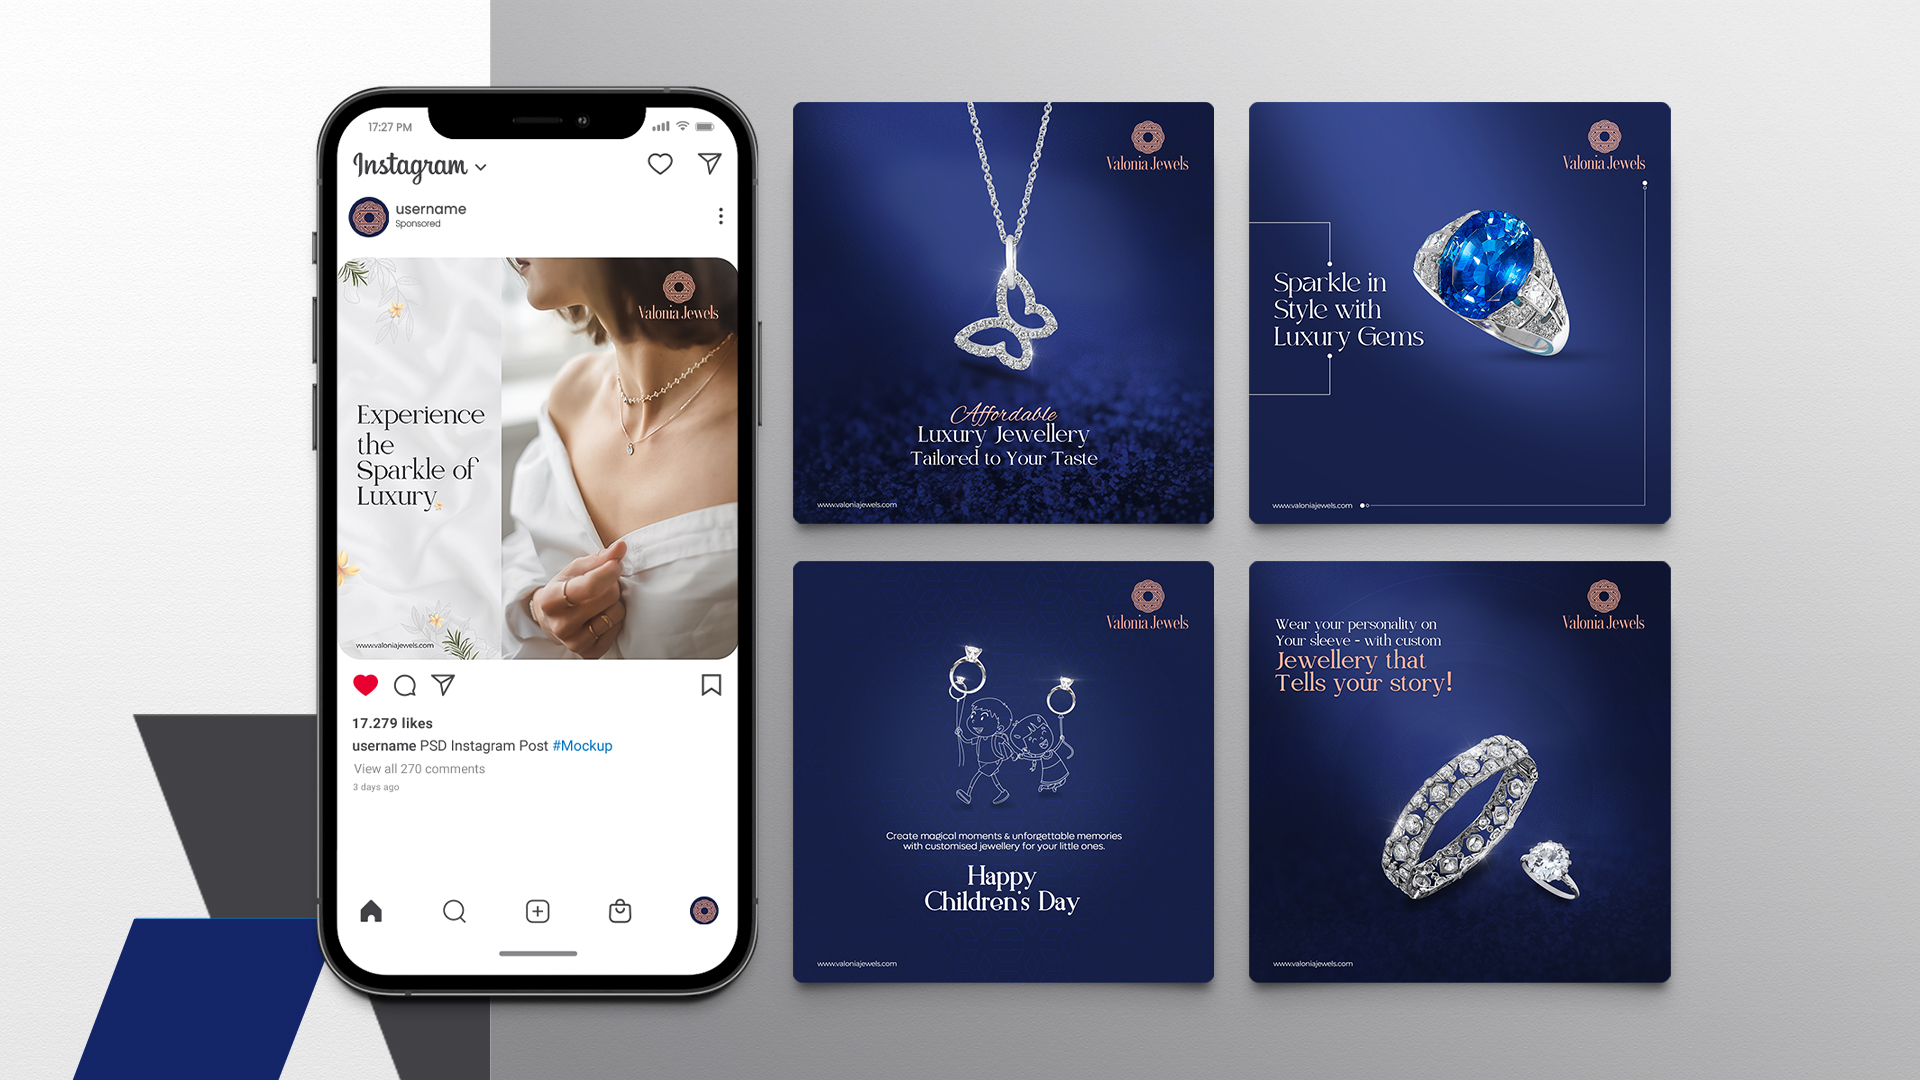 17:27 PM
Instagram
username
Sponsored
Valonia Jewels
Experience
the
Sparkle of
Luxury
www.valoniajewels.com
17.279 likes
username PSD Instagram Post #Mockup
View all 270 comments
3 days ago
Valonia Jewels
Affordable
Luxury Jewellery
Tailored to Your Taste
www.valoniajewels.com
Valonia Jewels
Sparkle in
Style with
Luxury Gems
www.valoniajewels.com
Valonia Jewels
Create magical moments & unforgettable memories
with customised jewellery for your little ones.
Happy
Children's Day
www.valoniajewels.com
Valonia Jewels
Wear your personality on
Your sleeve - with custom
Jewellery that
Tells your story!
www.valoniajewels.com